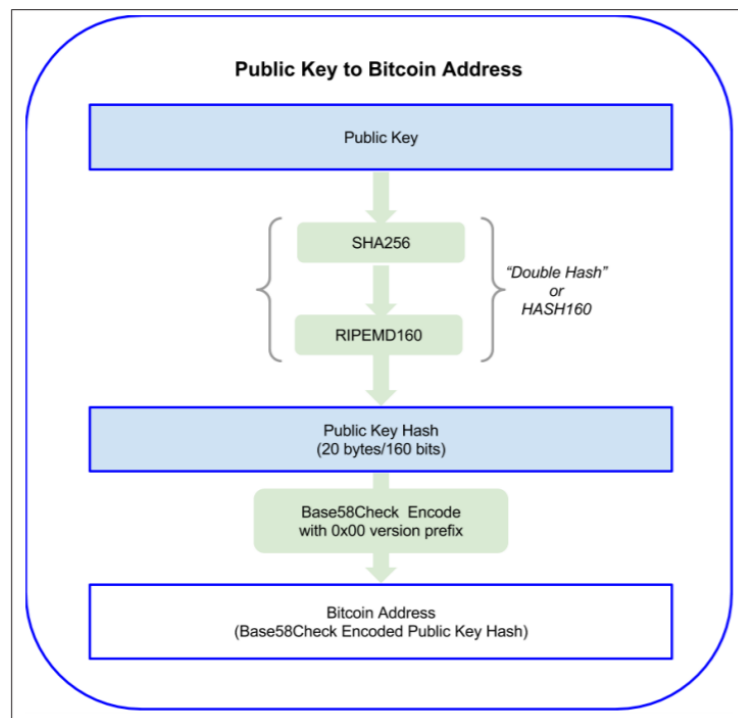 Public Key to Bitcoin Address
Public Key
SHA256
"Double Hash"
or
HASH160
RIPEMD160
Public Key Hash
(20 bytes/160 bits)
Base58Check Encode
with 0x00 version prefix
Bitcoin Address
(Base58Check Encoded Public Key Hash)